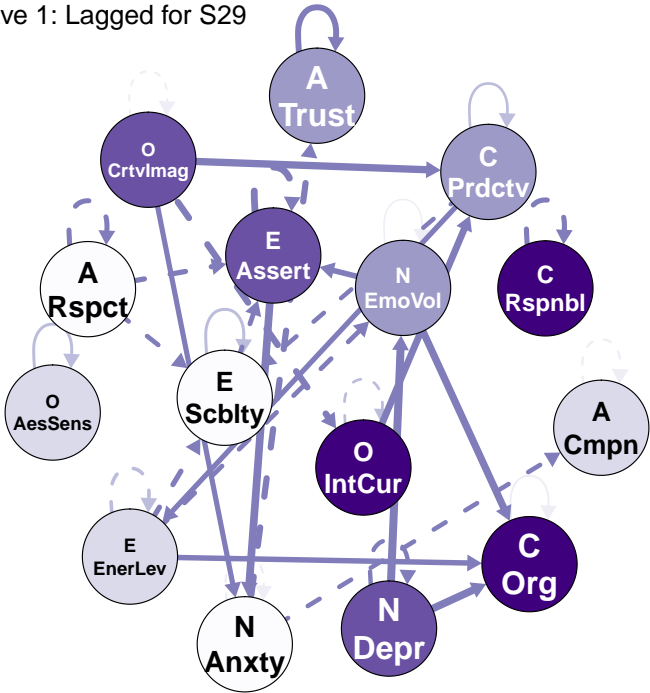 ve 1: Lagged for S29
A
Trust
O
CrtvImag
C
Prdctv
E
Assert
A
Rspct
N
EmoVol
C
Rspnbl
O
AesSens
E
Scblty
A
Cmpn
O
IntCur
E
EnerLev
C
Org
N
Anxty
N
Depr